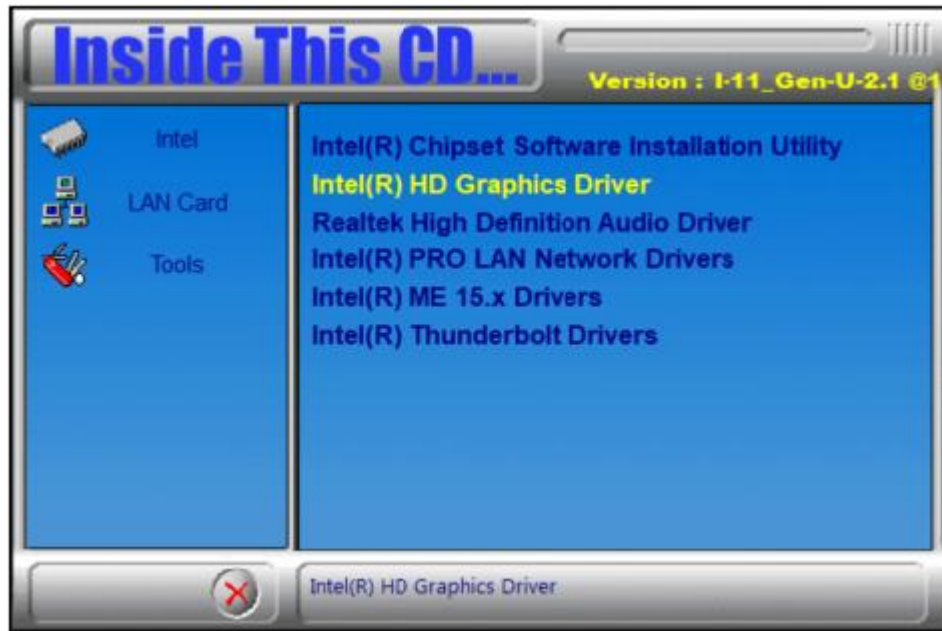 Inside This CD...
Version : I-11_Gen-U-2.1 @1
Intel
LAN Card
Tools
Intel(R) Chipset Software Installation Utility
Intel(R) HD Graphics Driver
Realtek High Definition Audio Driver
Intel(R) PRO LAN Network Drivers
Intel(R) ME 15.x Drivers
Intel(R) Thunderbolt Drivers
Intel(R) HD Graphics Driver